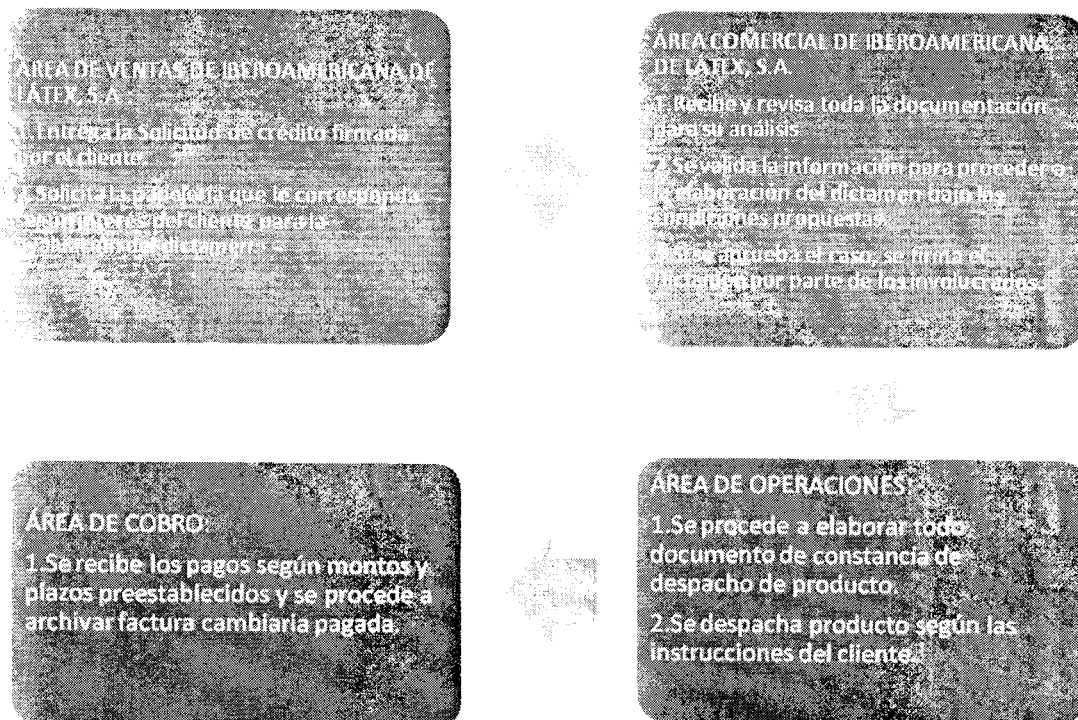 ÁREA DE VENTAS DE IBEROAMERICANA DE
LÁTEX, S.A.
1. Entrega la Solicitud de crédito firmada
por el cliente.
2. Solicita la papelería que le corresponda
del cliente para la
del dictamen
ÁREA COMERCIAL DE IBEROAMERICANA
DE LÁTEX, S.A.
1. Recibe y revisa toda la documentación
para su análisis
2. Se valida la información para proceder a
la elaboración del dictamen bajo las
condiciones propuestas.
3. Si se aprueba el caso, se firma el
dictamen por parte de los involucrados.
ÁREA DE OPERACIONES:
1.Se procede a elaborar todo
documento de constancia de
despacho de producto.
2.Se despacha producto según las
instrucciones del cliente.
ÁREA DE COBRO:
1.Se recibe los pagos según montos y
plazos preestablecidos y se procede a
archivar factura cambiaria pagada.